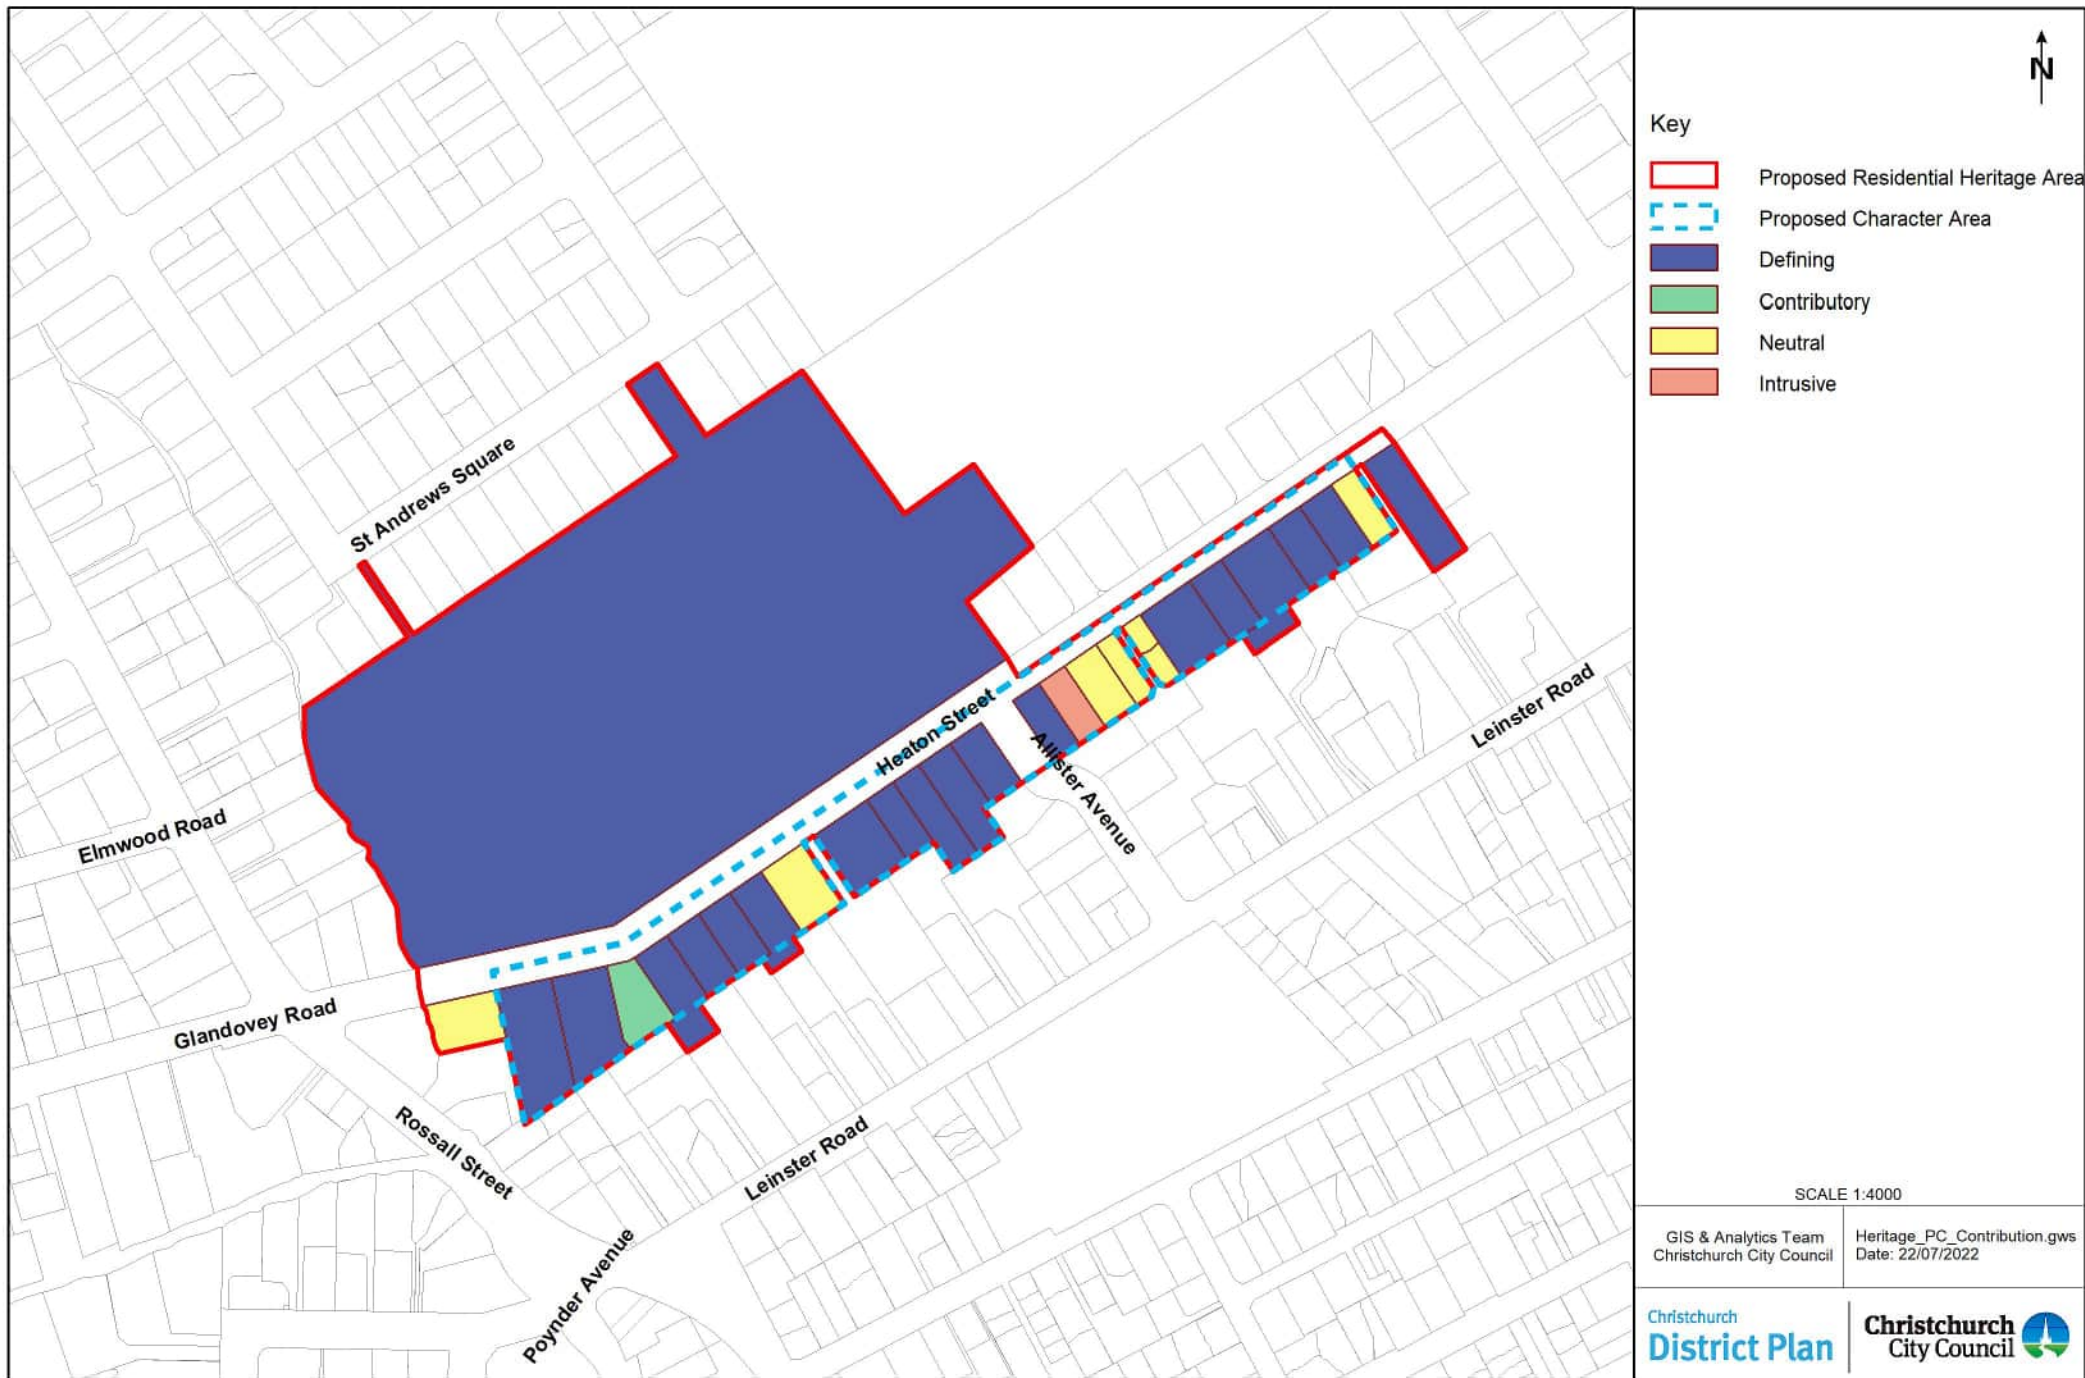 N
Key
Proposed Residential Heritage Area
Proposed Character Area
Defining
Contributory
Neutral
Intrusive
St Andrews Square
Heaton Street
Allister Avenue
Leinster Road
Elmwood Road
Glandovey Road
Rossall Street
Leinster Road
Poynder Avenue
SCALE 1:4000
GIS & Analytics Team
Christchurch City Council
Heritage_PC_Contribution.gws
Date: 22/07/2022
Christchurch
District Plan
Christchurch
City Council